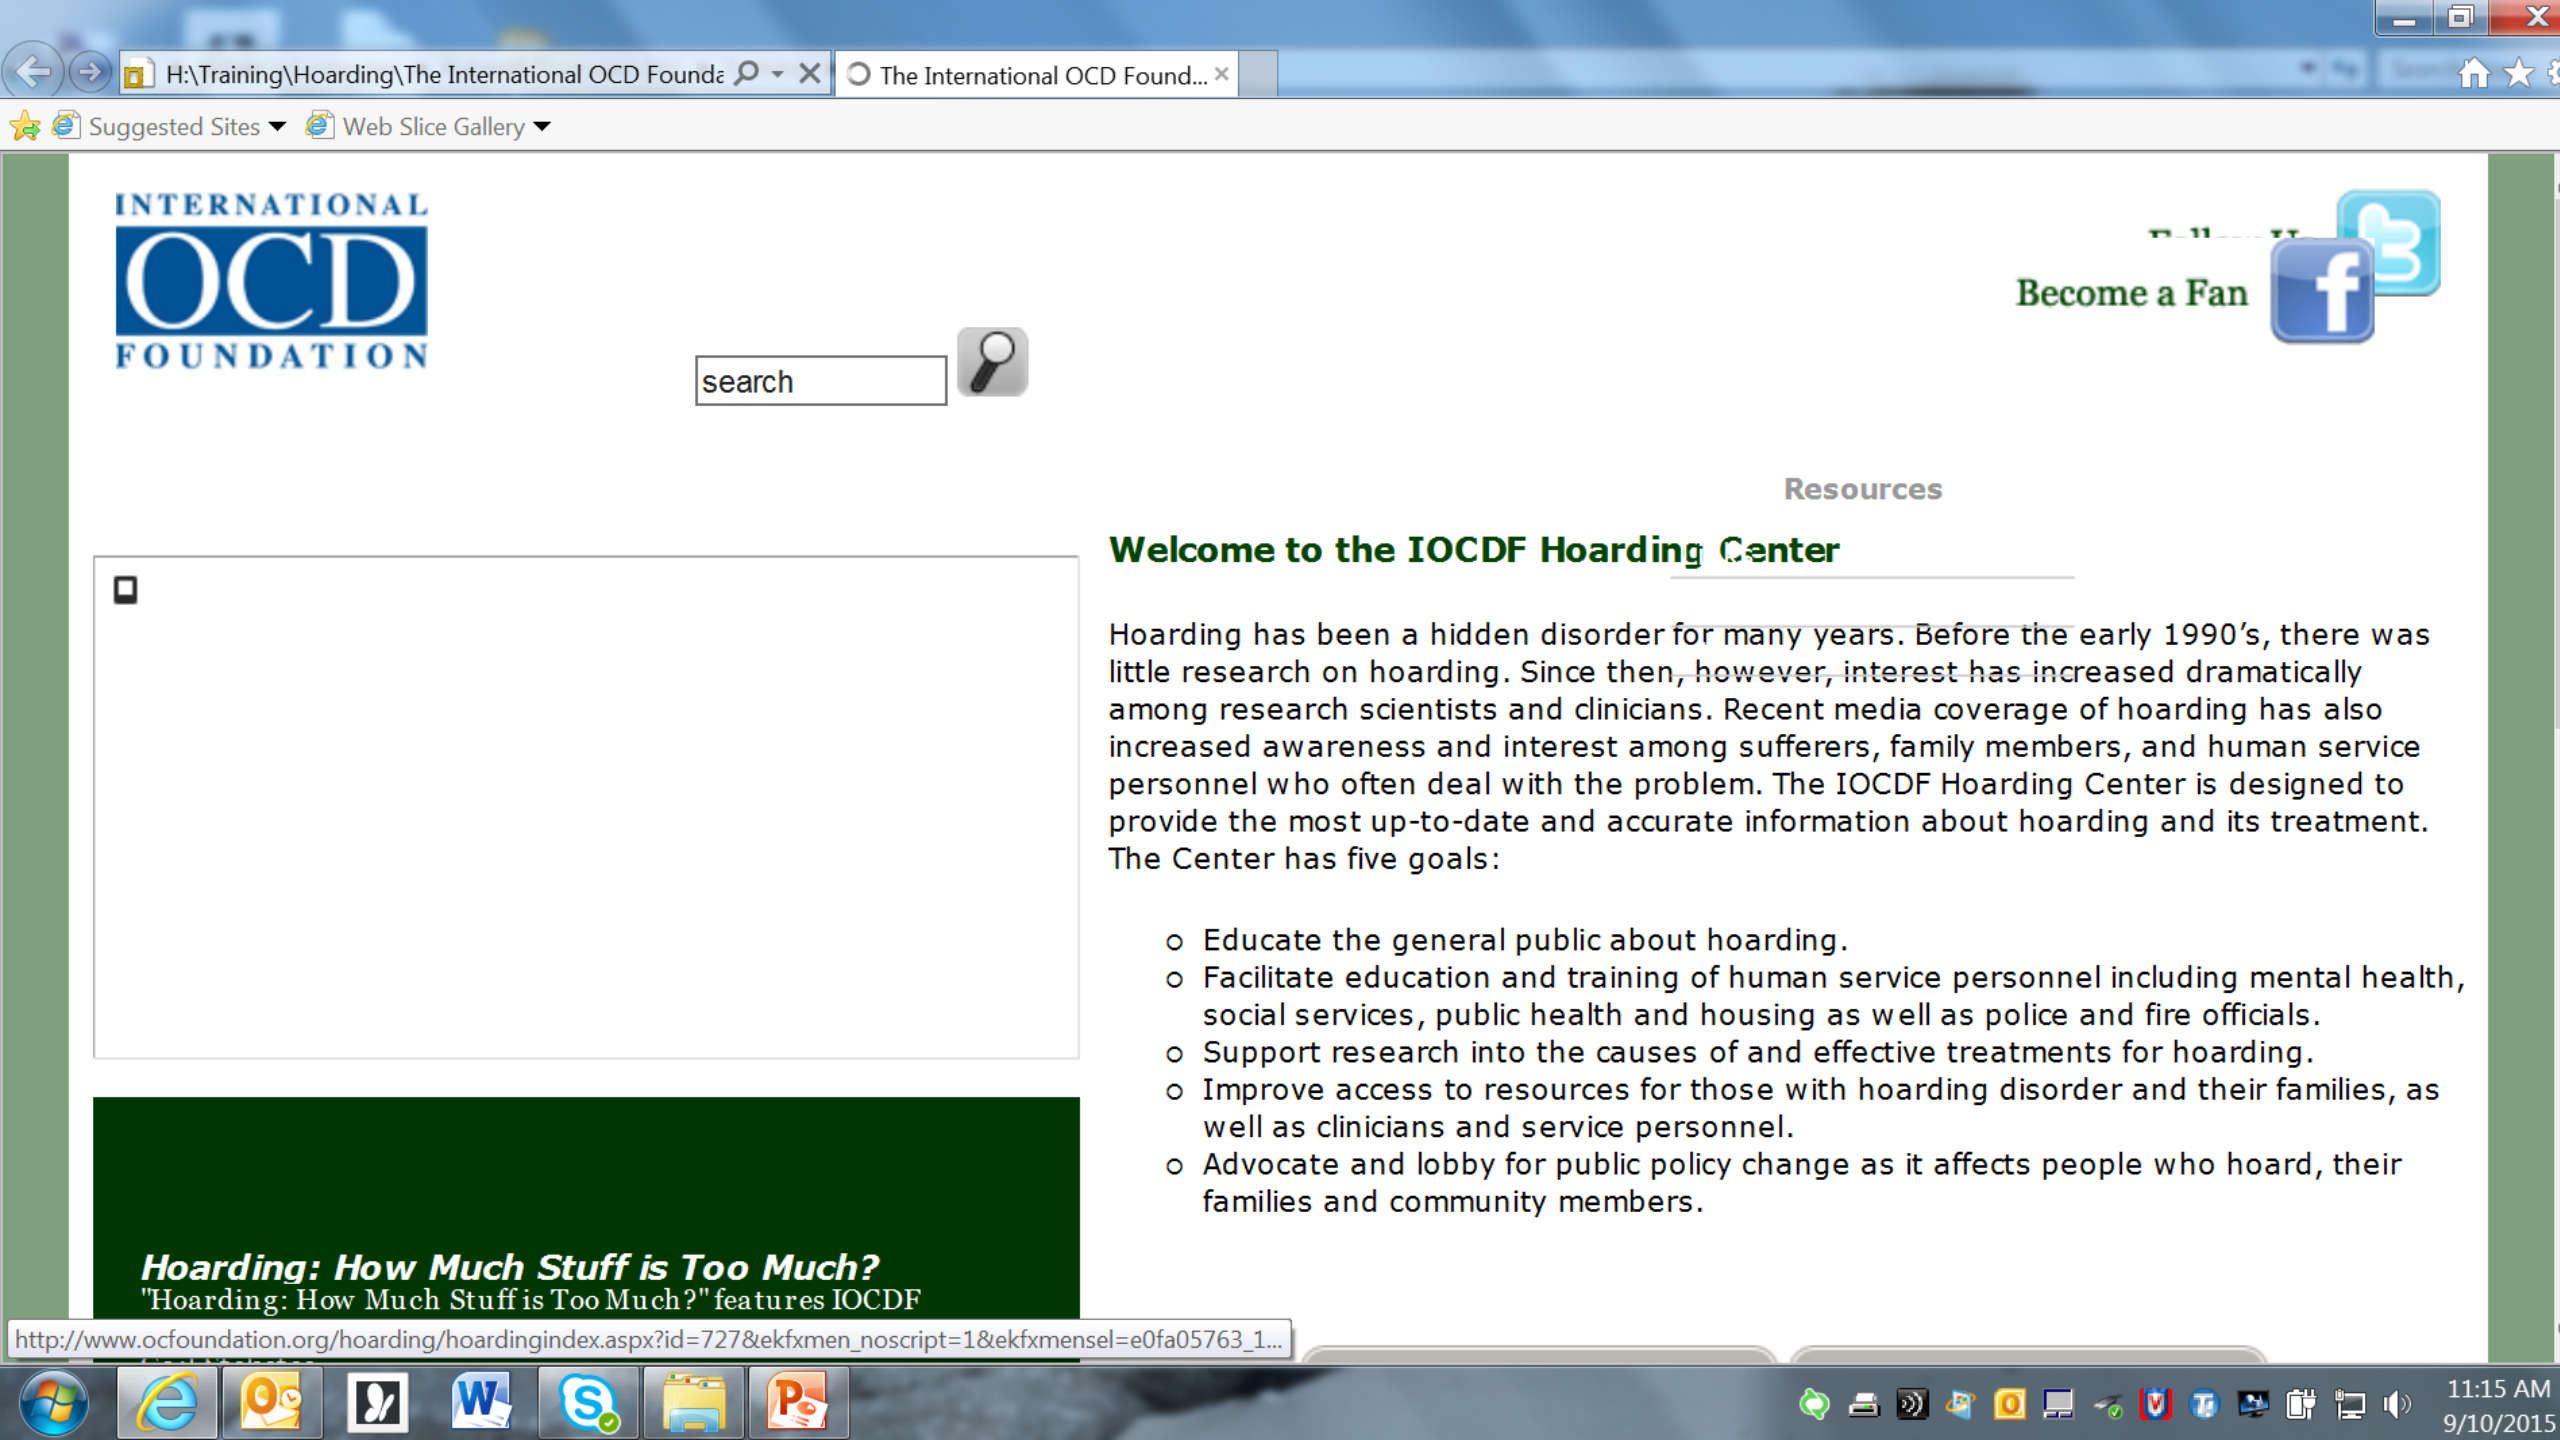 H:\Training\Hoarding\The International OCD Founda
The International OCD Found...
Suggested Sites
Web Slice Gallery
INTERNATIONAL
OCD
FOUNDATION
Become a Fan
search
Resources
Welcome to the IOCDF Hoarding Center
Hoarding has been a hidden disorder for many years. Before the early 1990’s, there was
little research on hoarding. Since then, however, interest has increased dramatically
among research scientists and clinicians. Recent media coverage of hoarding has also
increased awareness and interest among sufferers, family members, and human service
personnel who often deal with the problem. The IOCDF Hoarding Center is designed to
provide the most up-to-date and accurate information about hoarding and its treatment.
The Center has five goals:
Educate the general public about hoarding.
Facilitate education and training of human service personnel including mental health,
social services, public health and housing as well as police and fire officials.
Support research into the causes of and effective treatments for hoarding.
Improve access to resources for those with hoarding disorder and their families, as
well as clinicians and service personnel.
Advocate and lobby for public policy change as it affects people who hoard, their
families and community members.
Hoarding: How Much Stuff is Too Much?
"Hoarding: How Much Stuff is Too Much?" features IOCDF
http://www.ocfoundation.org/hoarding/hoardingindex.aspx?id=727&ekfxmen_noscript=1&ekfxmensel=e0fa05763_1...
11:15 AM
9/10/2015